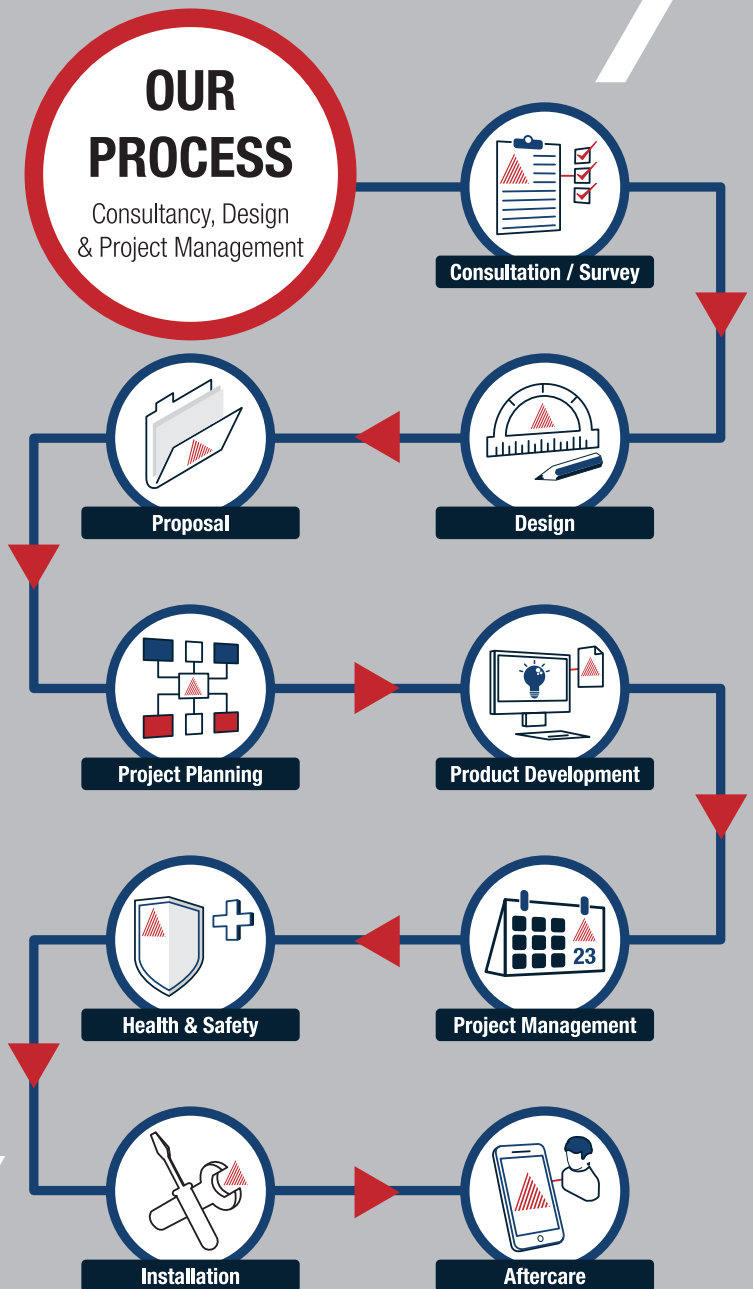 OUR
PROCESS
Consultancy, Design
& Project Management
Consultation / Survey
Design
Proposal
Project Planning
Product Development
23
Project Management
Health & Safety
Installation
Aftercare